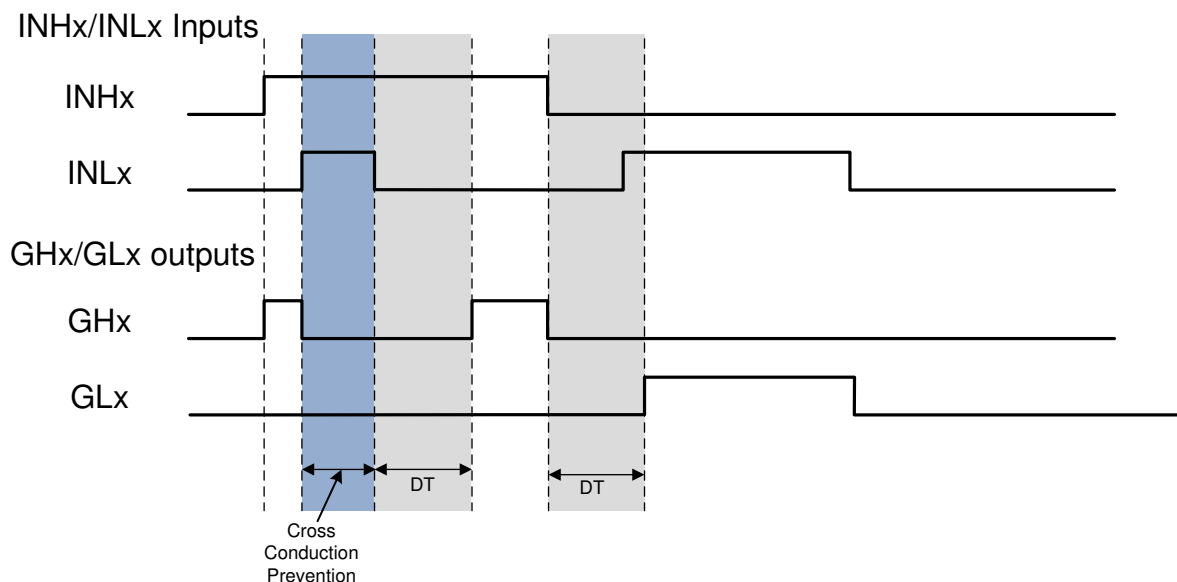 INHx/INLx Inputs
INHx
INLx
GHx/GLx outputs
GHx
GLx
DT
DT
Cross
Conduction
Prevention